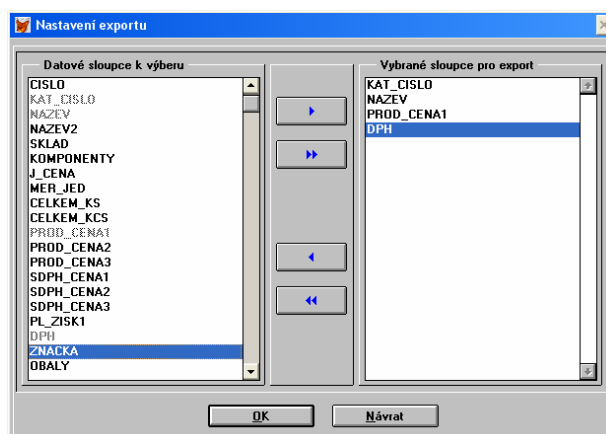 Nastavení exportu
Datové sloupce k výběru
CISLO
KAT_CISLO
NAZEV
NAZEV2
SKLAD
KOMPONENTY
J_CENA
MER_JED
CELKEM_KS
CELKEM_KCS
PROD_CENA1
PROD_CENA2
PROD_CENA3
SDPH_CENA1
SDPH_CENA2
SDPH_CENA3
PL_ZISK1
DPH
ZNACKA
OBALY
Vybrané sloupce pro export
KAT_CISLO
NAZEV
PROD_CENA1
DPH
OK
Návrat